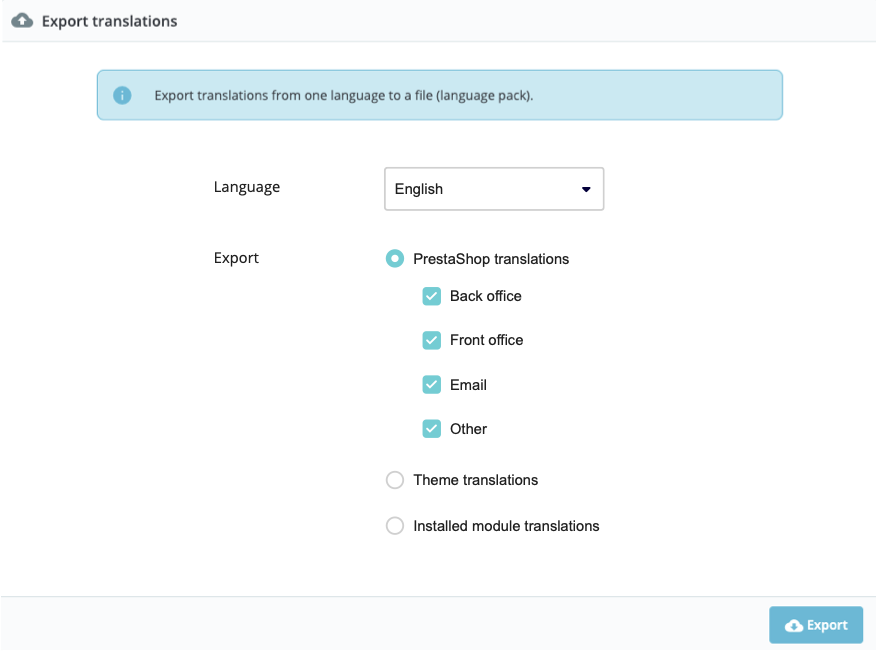 Export translations
Export translations from one language to a file (language pack).
Language
English
Export
PrestaShop translations
Back office
Front office
Email
Other
Theme translations
Installed module translations
Export